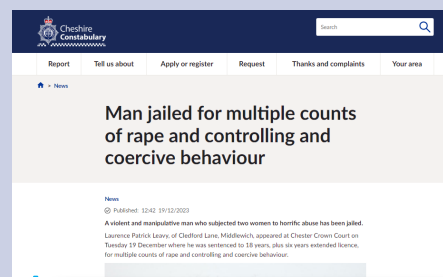 Cheshire
Constabulary
Search
Report Tell us about Apply or register Request Thanks and complaints Your area
> News
Man jailed for multiple counts
of rape and controlling and
coercive behaviour
News
Published: 12:42 19/12/2023
A violent and manipulative man who subjected two women to horrific abuse has been jailed.
Laurence Patrick Leavy, of Cledford Lane, Middlewich, appeared at Chester Crown Court on
Tuesday 19 December where he was sentenced to 18 years, plus six years extended licence,
for multiple counts of rape and controlling and coercive behaviour.